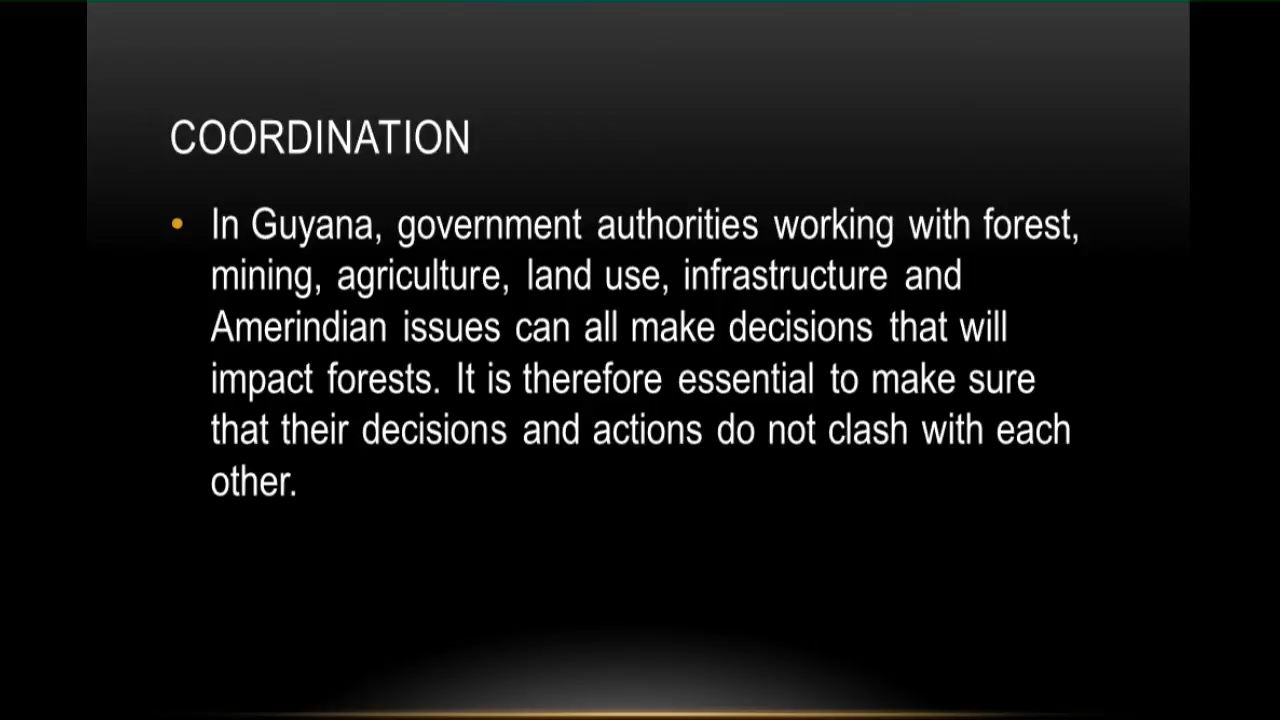 COORDINATION
• In Guyana, government authorities working with forest,
mining, agriculture, land use, infrastructure and
Amerindian issues can all make decisions that will
impact forests. It is therefore essential to make sure
that their decisions and actions do not clash with each
other.